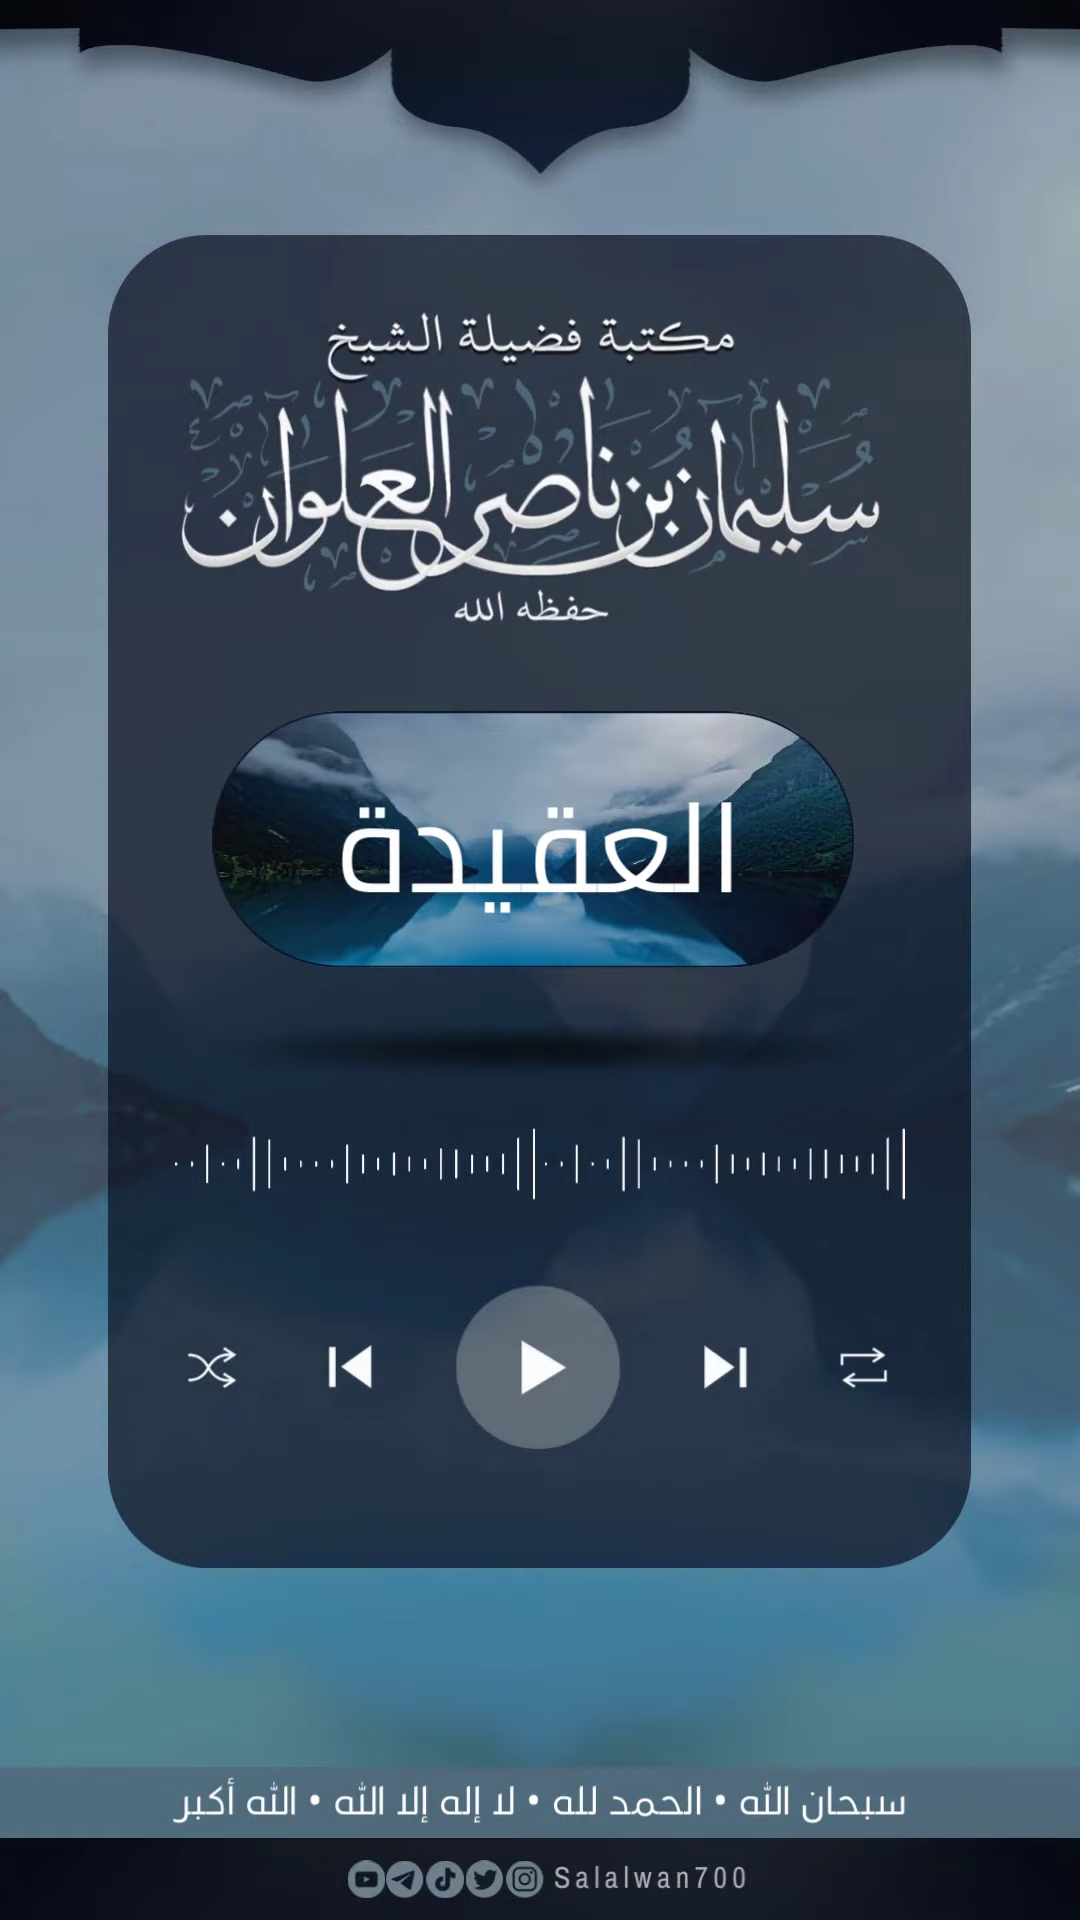 مكتبة فضيلة الشيخ
سليمان بن ناصر العلوان
حفظه الله
العقيدة
سبحان الله • الحمد لله • لا إله إلا الله • الله أكبر
Salalwan700